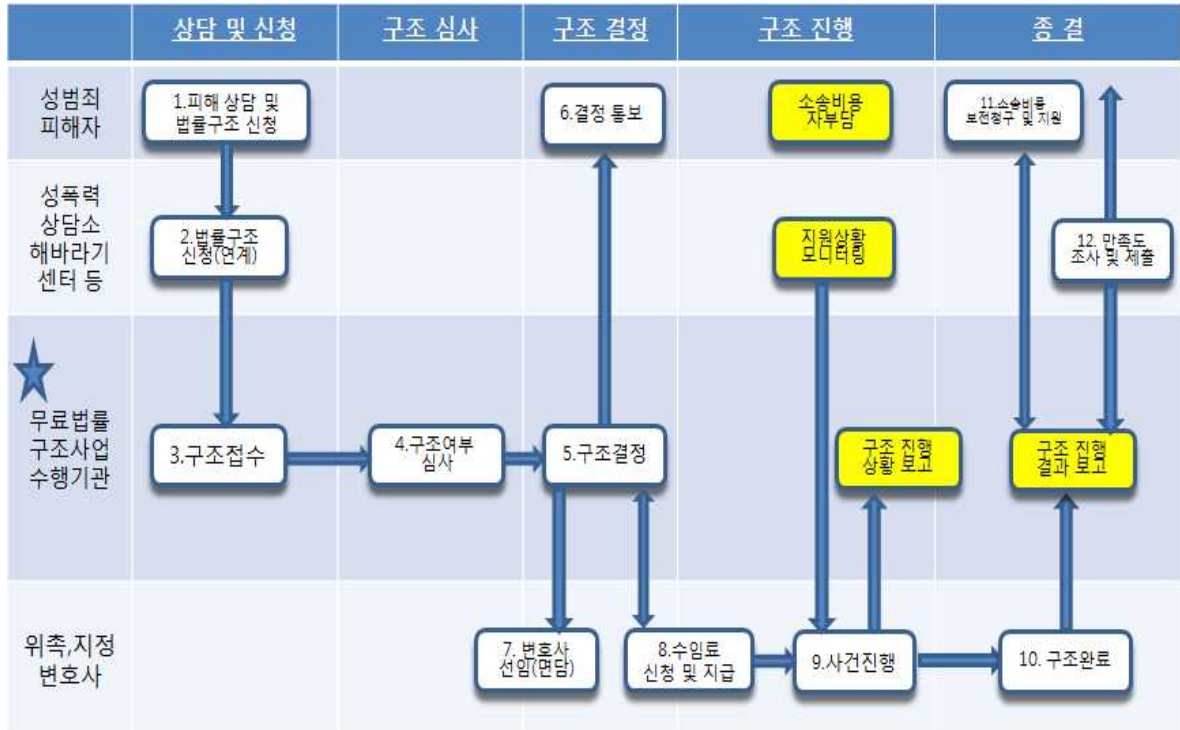 상담 및 신청
구조 심사
구조 결정
구조 진행
종 결
성범죄
피해자
1.피해 상담 및
법률구조 신청
6.결정 통보
소송비용
자부담
11.소송비용
보전청구 및 지원
성폭력
상담소
해바라기
센터 등
2.법률구조
신청(연계)
지원상황
모니터링
12. 만족도
조사 및 제출
무료법률
구조사업
수행기관
3.구조접수
4.구조여부
심사
5.구조결정
구조 진행
상황 보고
구조 진행
결과 보고
위촉,지정
변호사
7. 변호사
선임(면담)
8.수임료
신청 및 지급
9.사건진행
10. 구조완료